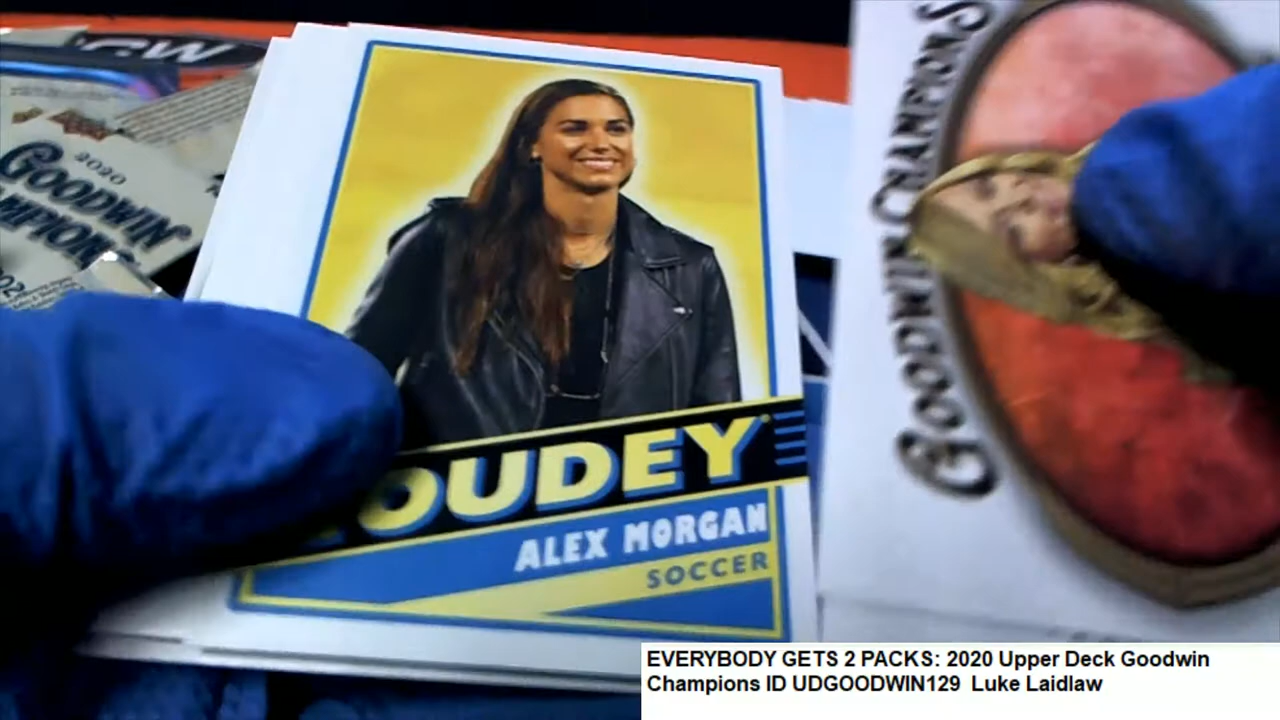 2020
GOODWIN
GOODWIN CHAMPIONS
OUDEY
ALEX MORGAN
SOCCER
EVERYBODY GETS 2 PACKS: 2020 Upper Deck Goodwin
Champions ID UDGOODWIN129 Luke Laidlaw